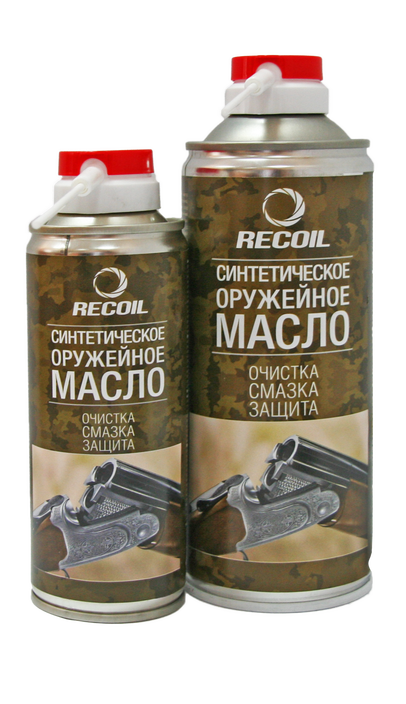 RECOIL
СИНТЕТИЧЕСКОЕ
ОРУЖЕЙНОЕ
МАСЛО
ОЧИСТКА
СМАЗКА
ЗАЩИТА
RECOIL
СИНТЕТИЧЕСКОЕ
ОРУЖЕЙНОЕ
МАСЛО
ОЧИСТКА
СМАЗКА
ЗАЩИТА